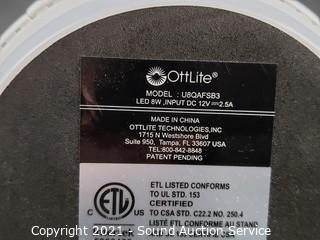 OttLite®
MODEL : U8QAFSB3
LED 8W ,INPUT DC 12V⎓2.5A
MADE IN CHINA
OTTLITE TECHNOLOGIES,INC
1715 N Westshore Blvd
Suite 950, Tampa, FL 33607 USA
TEL:800-842-8848
PATENT PENDING
ETL LISTED CONFORMS
TO UL STD. 153
CERTIFIED
TO CSA STD. C22.2 NO. 250.4
LISTÉ ETL CONFORME AU STAND
ETL
Copyright 2021 - Sound Auction Service